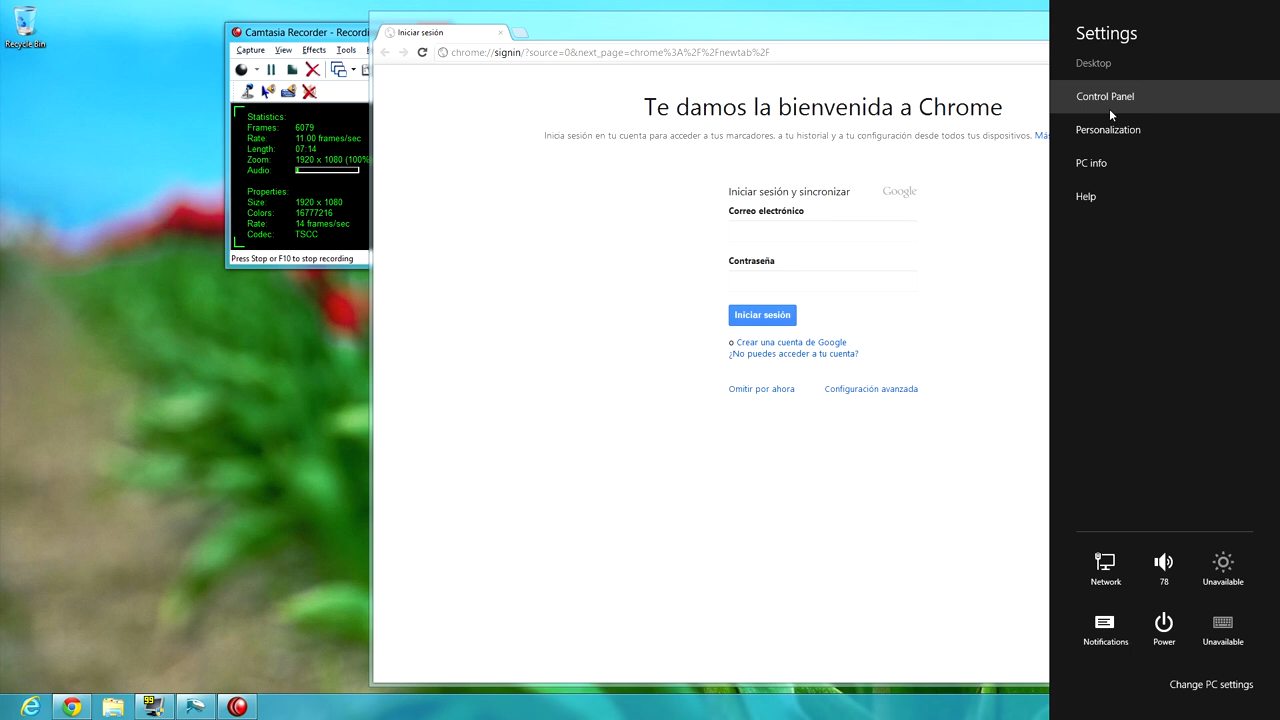 Recycle Bin
Camtasia Recorder - Recordi
Capture View Effects Tools
Statistics:
Frames: 6079
Rate: 11.00 frames/sec
Length: 07:14
Zoom: 1920 x 1080 (100%
Audio:
Properties:
Size: 1920 x 1080
Colors: 16777216
Rate: 14 frames/sec
Codec: TSCC
Press Stop or F10 to stop recording
Iniciar sesión
chrome://signin/?source=0&next_page=chrome%3A%2F%2Fnewtab%2F
Te damos la bienvenida a Chrome
Inicia sesión en tu cuenta para acceder a tus marcadores, a tu historial y a tu configuración desde todos tus dispositivos. Más
Iniciar sesión y sincronizar Google
Correo electrónico
Contraseña
Iniciar sesión
o Crear una cuenta de Google
¿No puedes acceder a tu cuenta?
Omitir por ahora Configuración avanzada
Settings
Desktop
Control Panel
Personalization
PC info
Help
Network 78 Unavailable
Notifications Power Unavailable
Change PC settings
99